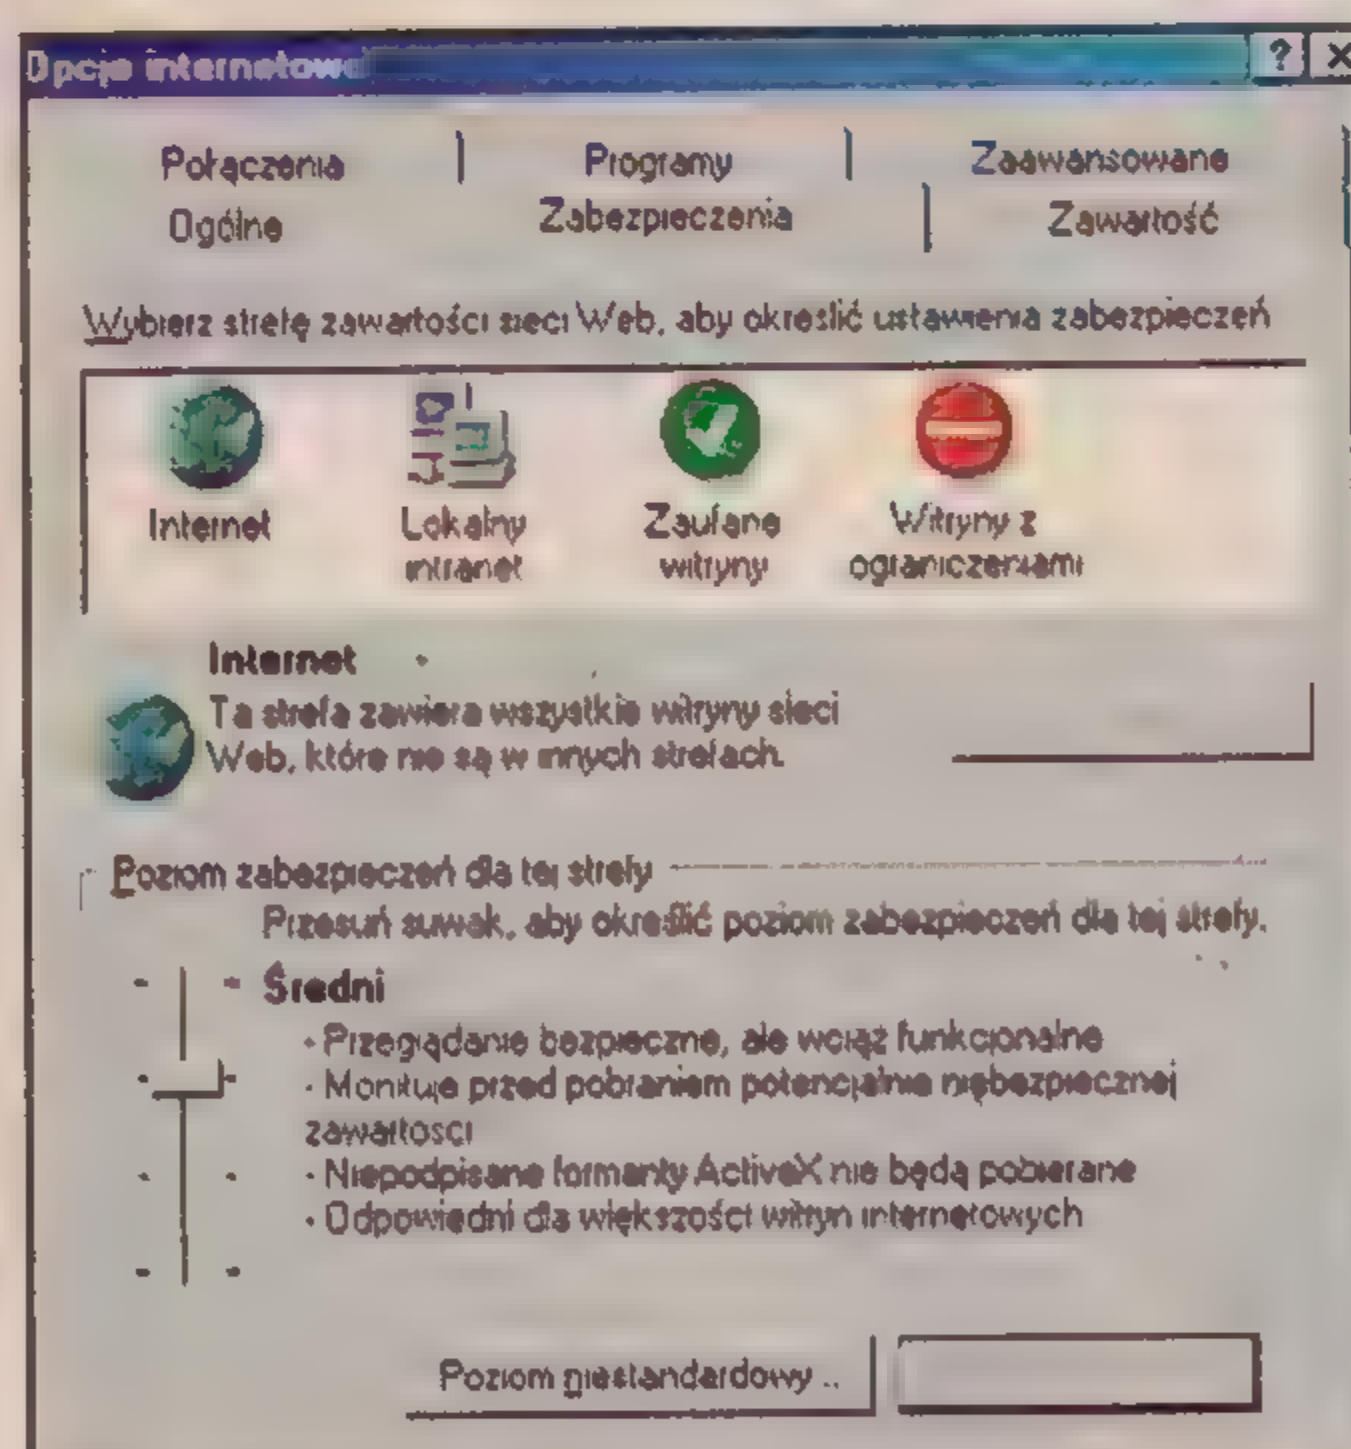 Opcje internetowe
Połączenia Programy Zaawansowane
Ogólne Zabezpieczenia Zawartość
Wybierz strefę zawartości sieci Web, aby określić ustawienia zabezpieczeń
Internet Lokalny intranet Zaufane witryny Witryny z ograniczeniami
Internet
Ta strefa zawiera wszystkie witryny sieci
Web, które nie są w innych strefach.
Poziom zabezpieczeń dla tej strefy
Przesuń suwak, aby określić poziom zabezpieczeń dla tej strefy.
Średni
- Przeglądanie bezpieczne, ale wciąż funkcjonalne
- Monituje przed pobraniem potencjalnie niebezpiecznej
zawartości
- Niepodpisane formanty ActiveX nie będą pobierane
- Odpowiedni dla większości witryn internetowych
Poziom niestandardowy ..